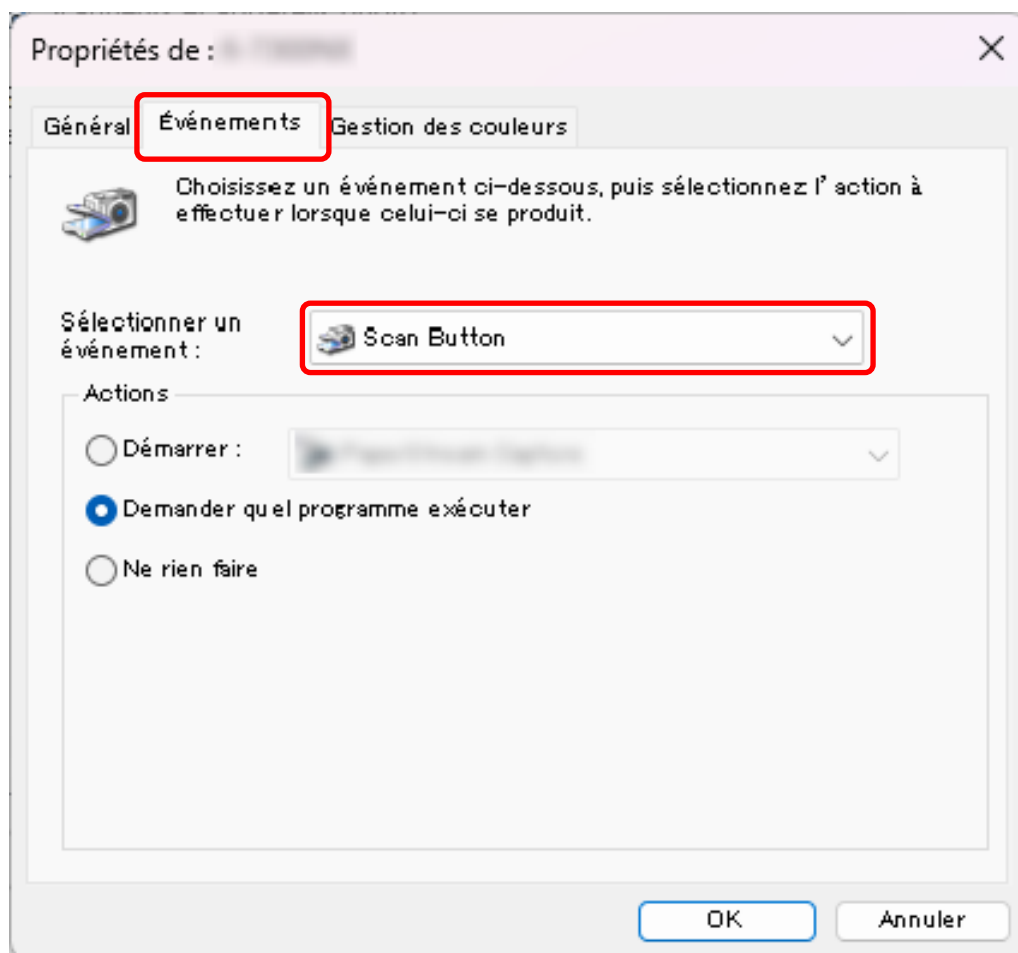 Propriétés de :
Général Événements Gestion des couleurs
Choisissez un événement ci-dessous, puis sélectionnez l’action à
effectuer lorsque celui-ci se produit.
Sélectionner un
événement :
Scan Button
Actions
Démarrer :
Demander quel programme exécuter
Ne rien faire
OK Annuler